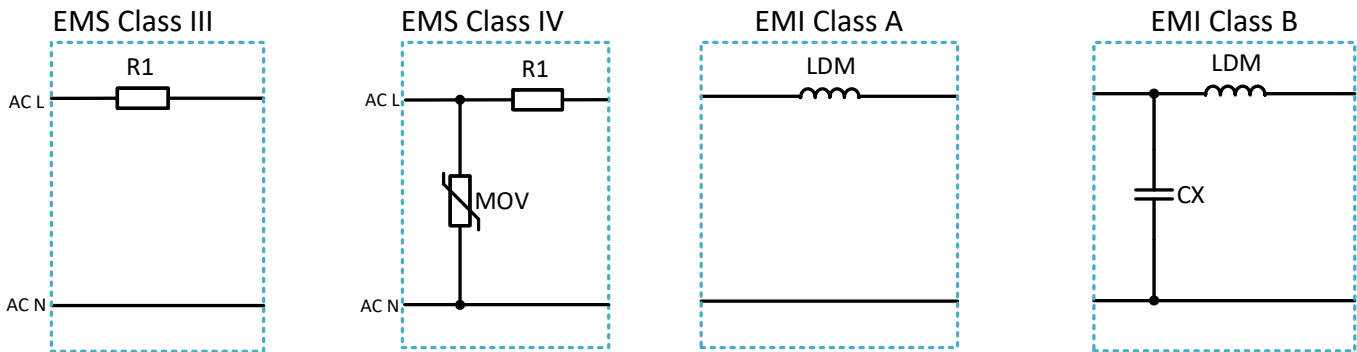 EMS Class III
EMS Class IV
EMI Class A
EMI Class B
R1
R1
LDM
LDM
AC L
AC L
MOV
CX
AC N
AC N